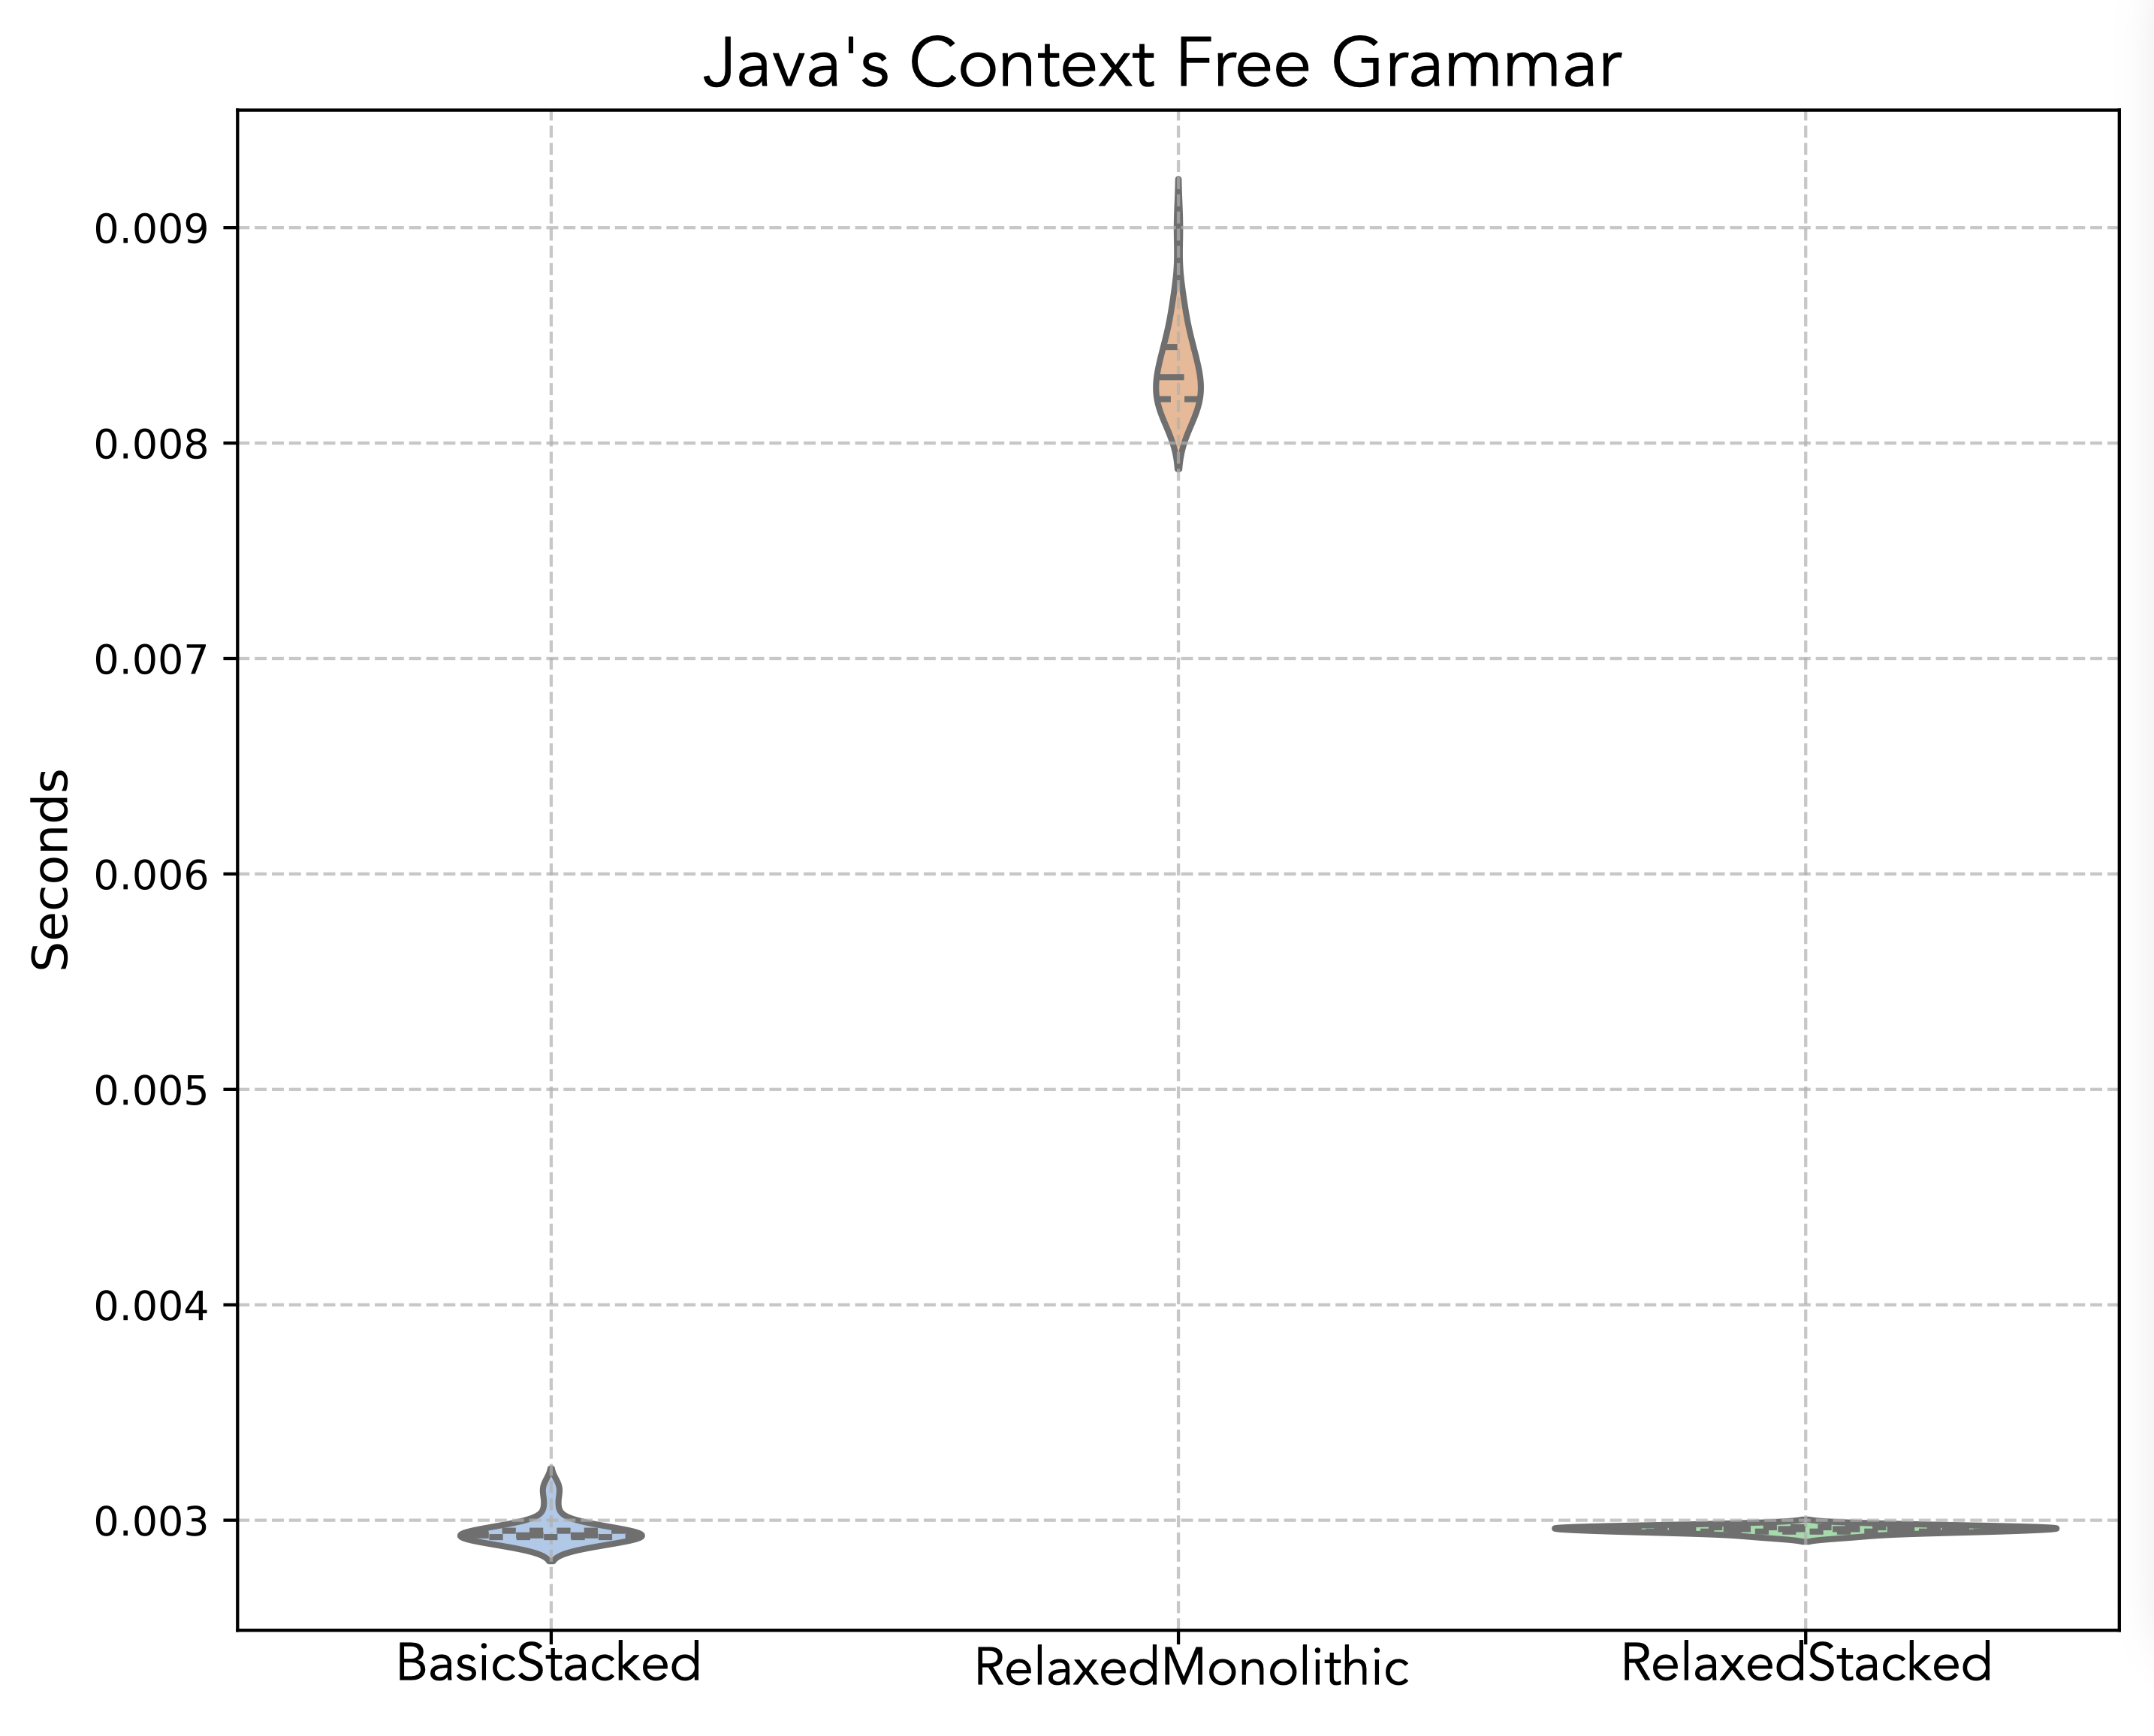 Java's Context Free Grammar
0.009
0.008
0.007
0.006
0.005
0.004
0.003
Seconds
BasicStacked
RelaxedMonolithic
RelaxedStacked